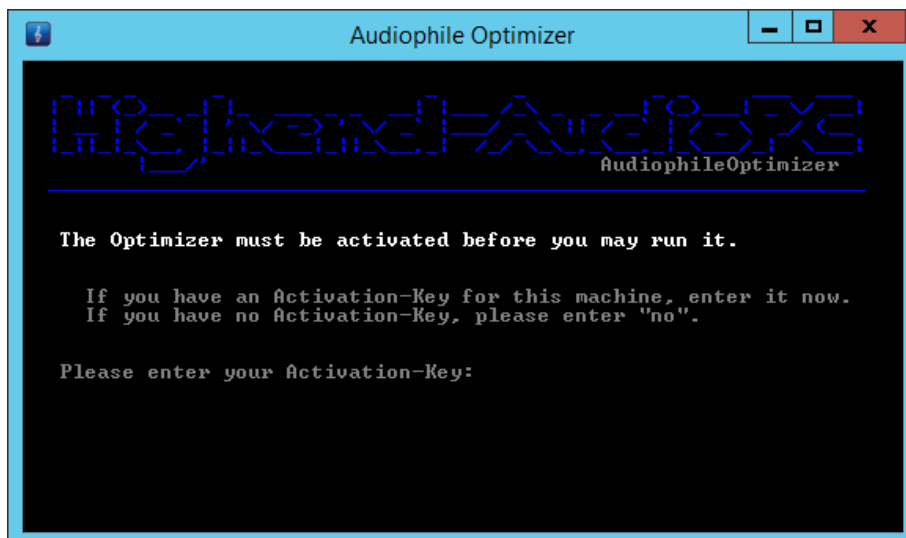 Audiophile Optimizer
Highend-AudioPC
AudiophileOptimizer
The Optimizer must be activated before you may run it.
If you have an Activation-Key for this machine, enter it now.
If you have no Activation-Key, please enter "no".
Please enter your Activation-Key: